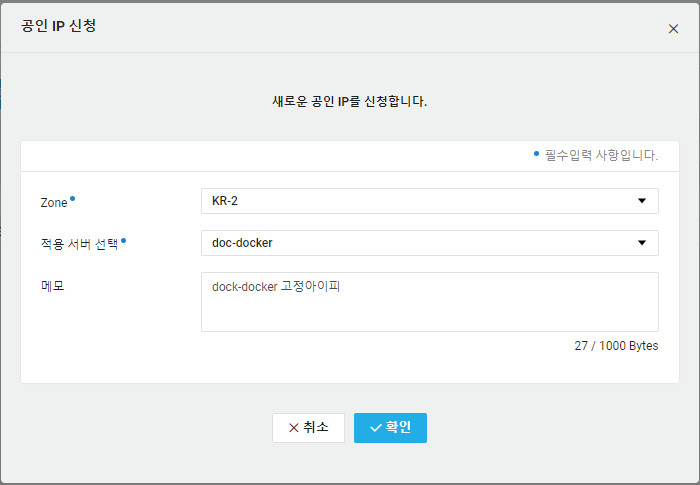 공인 IP 신청
새로운 공인 IP를 신청합니다.
필수입력 사항입니다.
Zone
KR-2
적용 서버 선택
doc-docker
메모
dock-docker 고정아이피
27 / 1000 Bytes
취소
확인